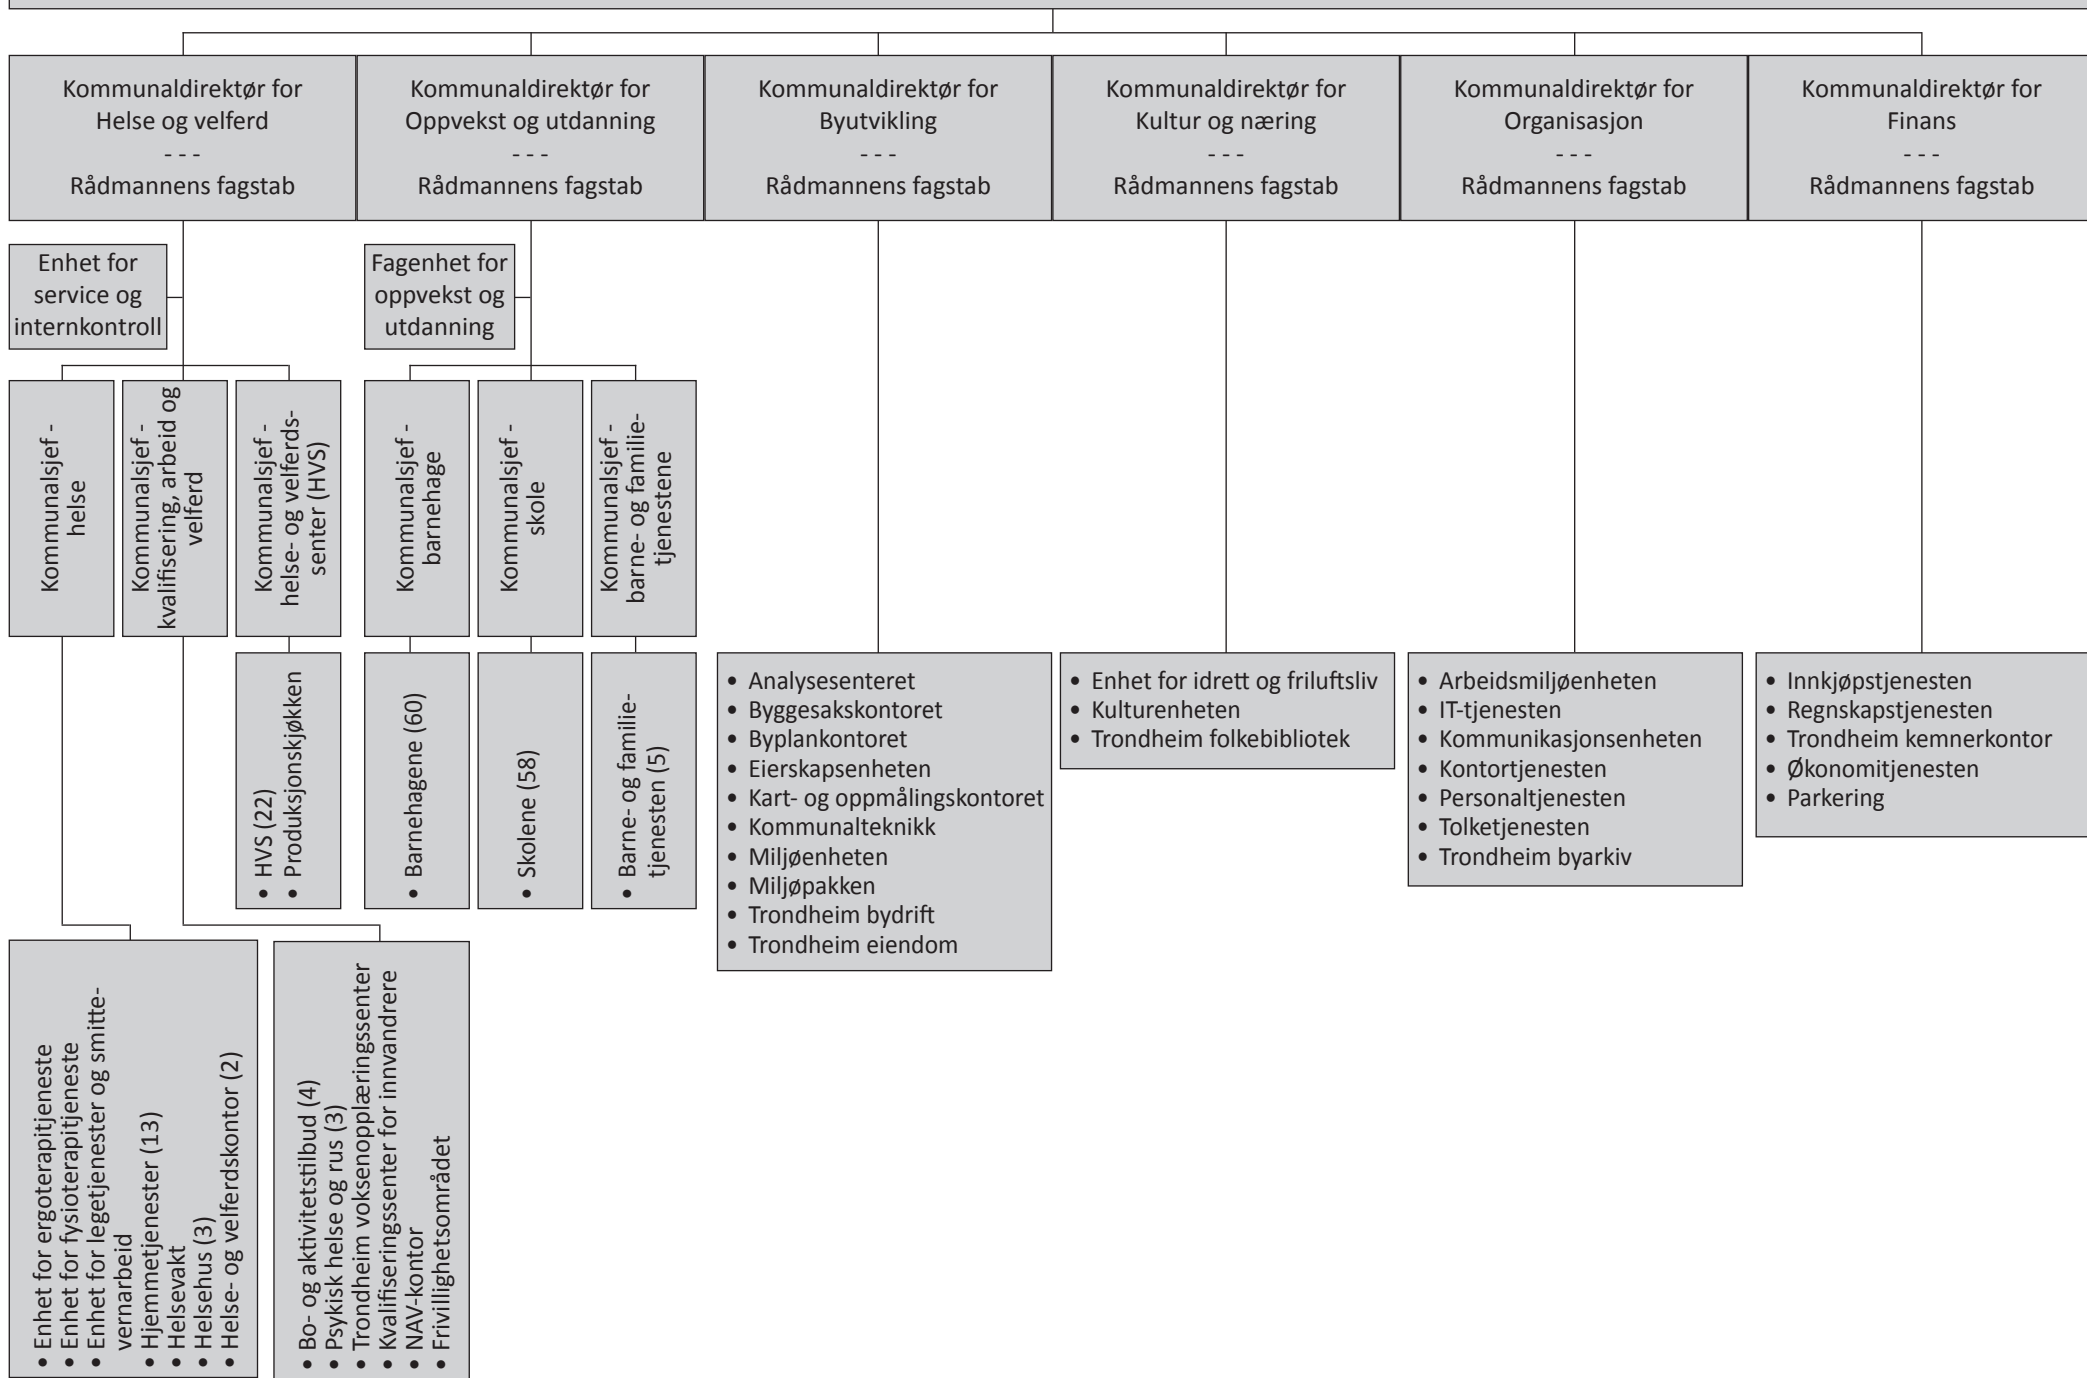 Kommunaldirektør for
Helse og velferd
- - -
Rådmannens fagstab
Kommunaldirektør for
Oppvekst og utdanning
- - -
Rådmannens fagstab
Kommunaldirektør for
Byutvikling
- - -
Rådmannens fagstab
Kommunaldirektør for
Kultur og næring
- - -
Rådmannens fagstab
Kommunaldirektør for
Organisasjon
- - -
Rådmannens fagstab
Kommunaldirektør for
Finans
- - -
Rådmannens fagstab
Enhet for
service og
internkontroll
Fagenhet for
oppvekst og
utdanning
Kommunalsjef -
helse
Kommunalsjef -
kvalifisering, arbeid og
velferd
Kommunalsjef -
helse- og velferds-
senter (HVS)
Kommunalsjef -
barnehage
Kommunalsjef -
skole
Kommunalsjef -
barne- og familie-
tjenestene
• HVS (22)
• Produksjonskjøkken
• Barnehagene (60)
• Skolene (58)
• Barne- og familie-
tjenesten (5)
• Analysesenteret
• Byggesakskontoret
• Byplankontoret
• Eierskapsenheten
• Kart- og oppmålingskontoret
• Kommunalteknikk
• Miljøenheten
• Miljøpakken
• Trondheim bydrift
• Trondheim eiendom
• Enhet for idrett og friluftsliv
• Kulturenheten
• Trondheim folkebibliotek
• Arbeidsmiljøenheten
• IT-tjenesten
• Kommunikasjonsenheten
• Kontortjenesten
• Personaltjenesten
• Tolketjenesten
• Trondheim byarkiv
• Innkjøpstjenesten
• Regnskapstjenesten
• Trondheim kemnerkontor
• Økonomitjenesten
• Parkering
• Enhet for ergoterapitjeneste
• Enhet for fysioterapitjeneste
• Enhet for legetjenester og smitte-
vernarbeid
• Hjemmetjenester (13)
• Helsevakt
• Helsehus (3)
• Helse- og velferdskontor (2)
• Bo- og aktivitetstilbud (4)
• Psykisk helse og rus (3)
• Trondheim voksenopplæringssenter
• Kvalifiseringssenter for innvandrere
• NAV-kontor
• Frivillighetsområdet